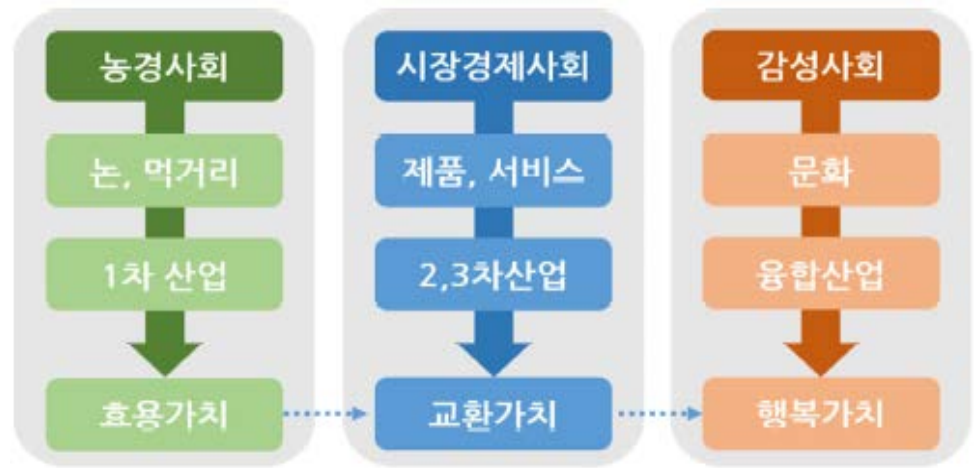 농경사회
논, 먹거리
1차 산업
효용가치
시장경제사회
제품, 서비스
2,3차산업
교환가치
감성사회
문화
융합산업
행복가치